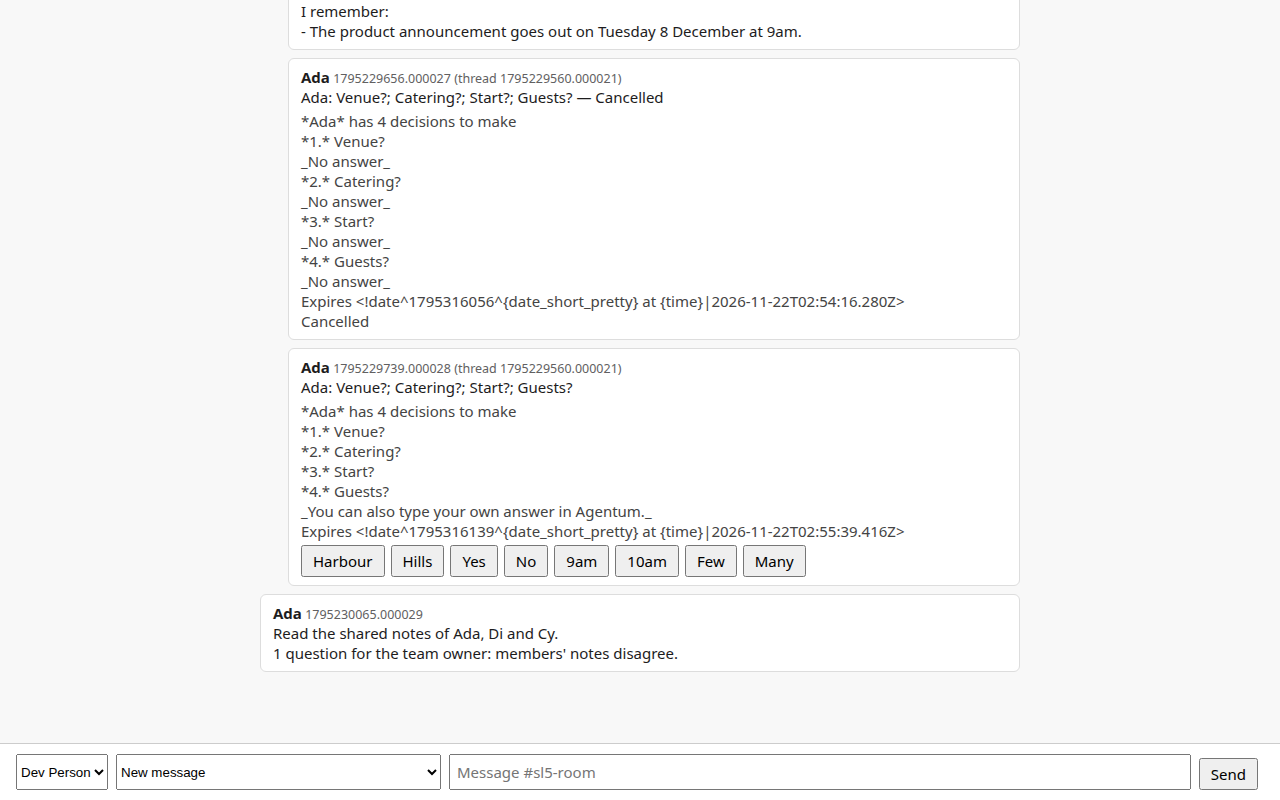 I remember:
- The product announcement goes out on Tuesday 8 December at 9am.
Ada 1795229656.000027 (thread 1795229560.000021)
Ada: Venue?; Catering?; Start?; Guests? — Cancelled
*Ada* has 4 decisions to make
*1.* Venue?
_No answer_
*2.* Catering?
_No answer_
*3.* Start?
_No answer_
*4.* Guests?
_No answer_
Expires <!date^1795316056^{date_short_pretty} at {time}|2026-11-22T02:54:16.280Z>
Cancelled
Ada 1795229739.000028 (thread 1795229560.000021)
Ada: Venue?; Catering?; Start?; Guests?
*Ada* has 4 decisions to make
*1.* Venue?
*2.* Catering?
*3.* Start?
*4.* Guests?
_You can also type your own answer in Agentum._
Expires <!date^1795316139^{date_short_pretty} at {time}|2026-11-22T02:55:39.416Z>
Harbour Hills Yes No 9am 10am Few Many
Ada 1795230065.000029
Read the shared notes of Ada, Di and Cy.
1 question for the team owner: members' notes disagree.
Dev Person New message Message #sl5-room Send